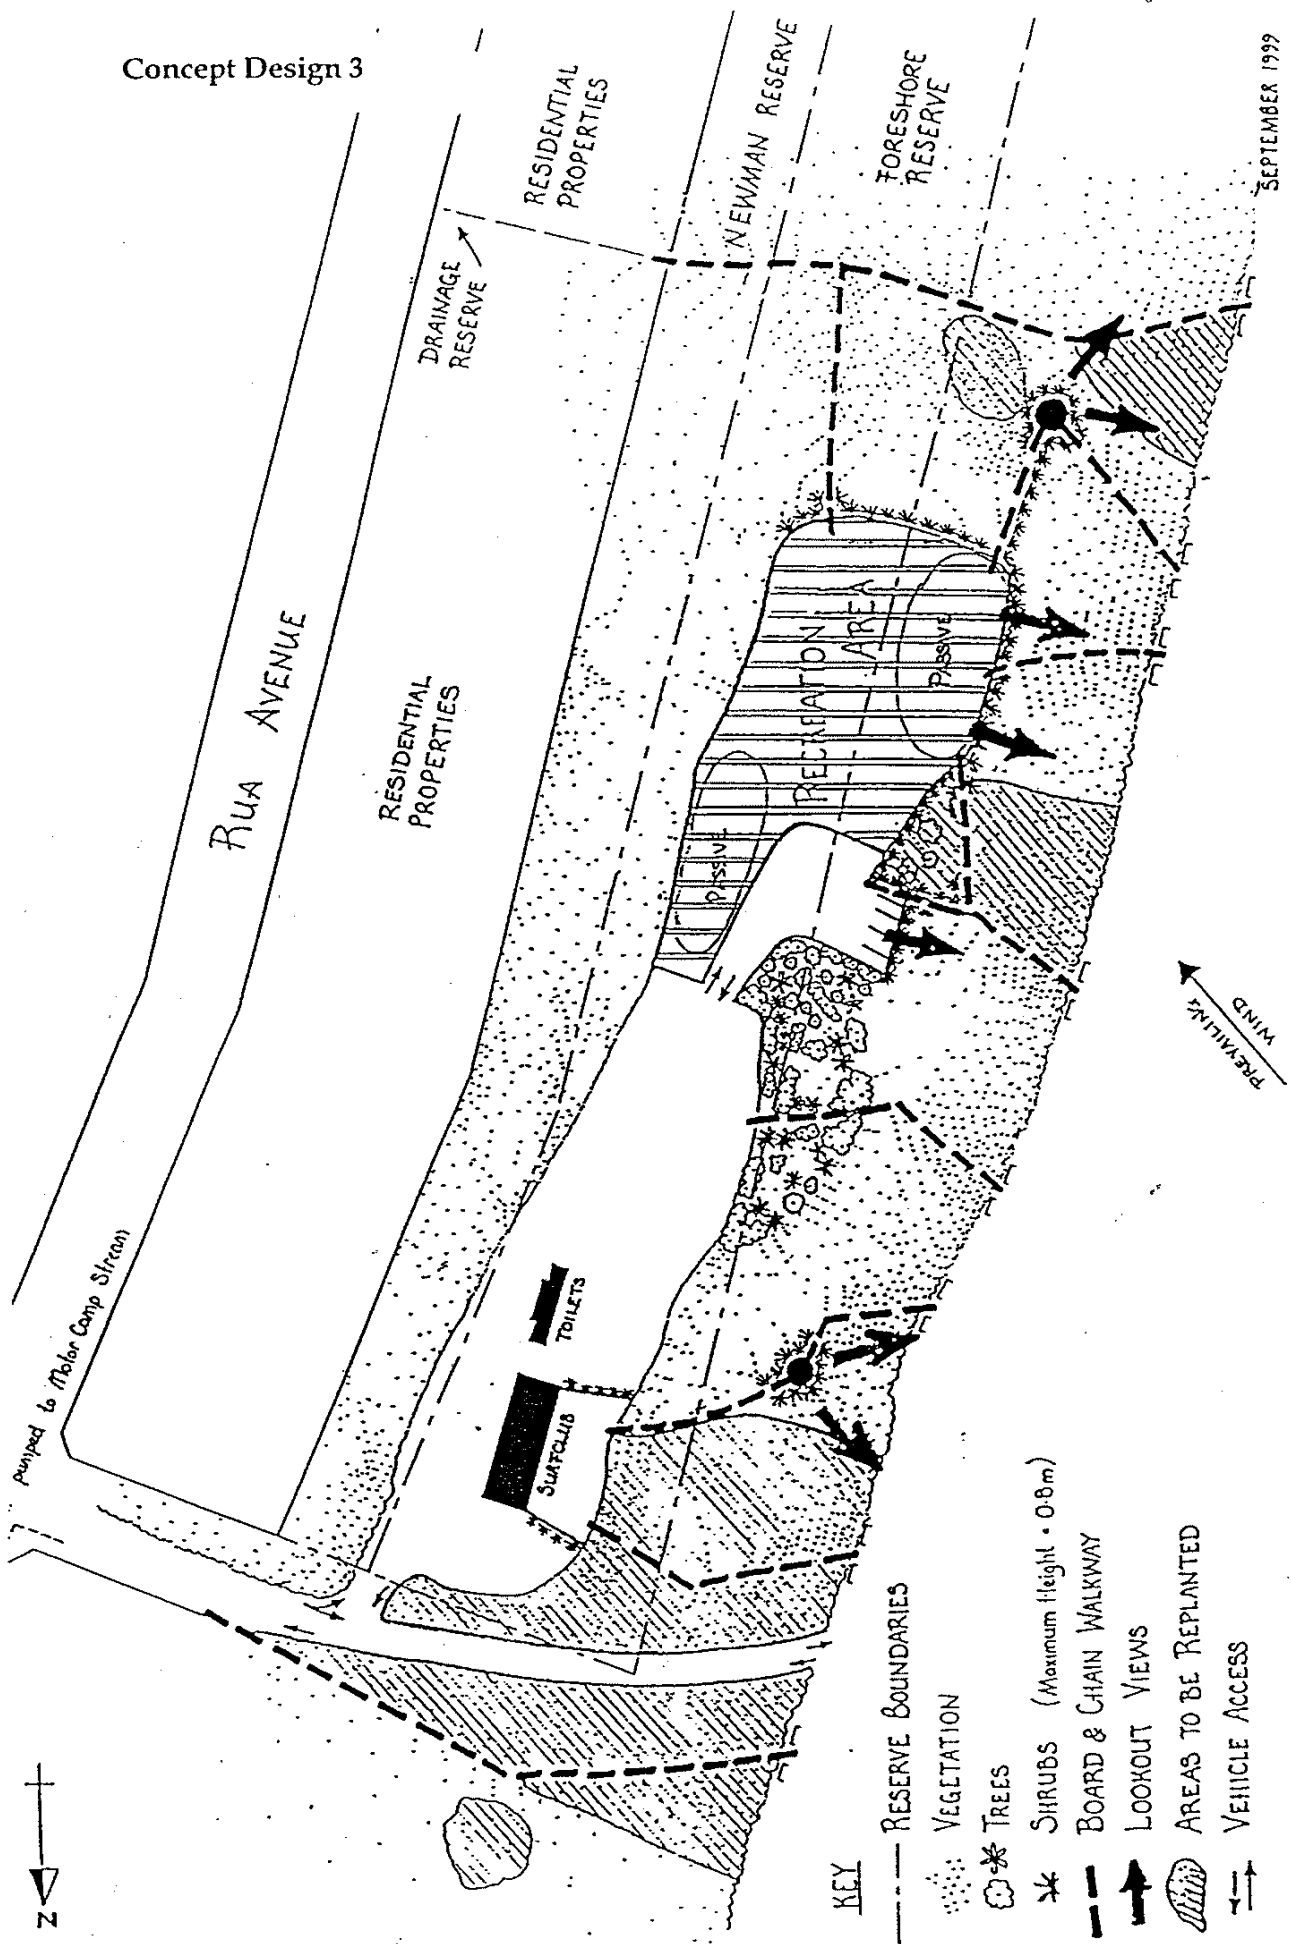 Concept Design 3
RUA AVENUE
RESIDENTIAL
PROPERTIES
DRAINAGE
RESERVE
RESIDENTIAL
PROPERTIES
NEWMAN RESERVE
FORESHORE
RESERVE
SEPTEMBER 1999
RECREATION
AREA
PASSIVE
PASSIVE
PREVAILING
WIND
pumped to Motor Camp Stream
TOILETS
SURFCLUB
N
KEY
RESERVE BOUNDARIES
VEGETATION
TREES
SHRUBS (Maximum Height • 0·8m)
BOARD & CHAIN WALKWAY
LOOKOUT VIEWS
AREAS TO BE REPLANTED
VEHICLE ACCESS